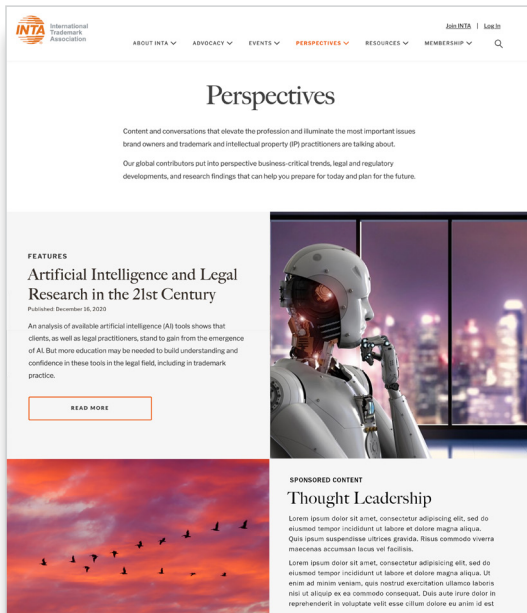 INTA
International
Trademark
Association
Join INTA | Log In
ABOUT INTA ADVOCACY EVENTS PERSPECTIVES RESOURCES MEMBERSHIP
Perspectives
Content and conversations that elevate the profession and illuminate the most important issues
brand owners and trademark and intellectual property (IP) practitioners are talking about.
Our global contributors put into perspective business-critical trends, legal and regulatory
developments, and research findings that can help you prepare for today and plan for the future.
FEATURES
Artificial Intelligence and Legal
Research in the 21st Century
Published: December 16, 2020
An analysis of available artificial intelligence (AI) tools shows that
clients, as well as legal practitioners, stand to gain from the emergence
of AI. But more education may be needed to build understanding and
confidence in these tools in the legal field, including in trademark
practice.
READ MORE
SPONSORED CONTENT
Thought Leadership
Lorem ipsum dolor sit amet, consectetur adipiscing elit, sed do
eiusmod tempor incididunt ut labore et dolore magna aliqua.
Quis ipsum suspendisse ultrices gravida. Risus commodo viverra
maecenas accumsan lacus vel facilisis.
Lorem ipsum dolor sit amet, consectetur adipiscing elit, sed do
eiusmod tempor incididunt ut labore et dolore magna aliqua. Ut
enim ad minim veniam, quis nostrud exercitation ullamco laboris
nisi ut aliquip ex ea commodo consequat. Duis aute irure dolor in
reprehenderit in voluptate velit esse cillum dolore eu anim id est